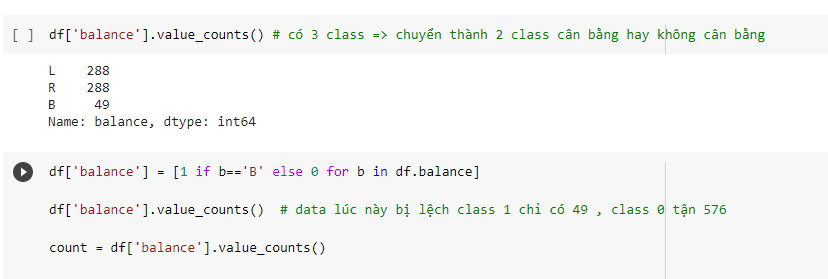 [ ] df['balance'].value_counts() # có 3 class => chuyển thành 2 class cân bằng hay không cân bằng
L 288
R 288
B 49
Name: balance, dtype: int64
df['balance'] = [1 if b=='B' else 0 for b in df.balance]
df['balance'].value_counts() # data lúc này bị lệch class 1 chỉ có 49 , class 0 tận 576
count = df['balance'].value_counts()